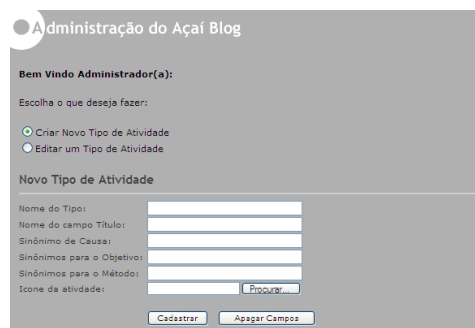 Administração do Açaí Blog
Bem Vindo Administrador(a):
Escolha o que deseja fazer:
Criar Novo Tipo de Atividade
Editar um Tipo de Atividade
Novo Tipo de Atividade
Nome do Tipo:
Nome do campo Título:
Sinônimo de Causa:
Sinônimos para o Objetivo:
Sinônimos para o Método:
Icone da ativdade: Procurar...
Cadastrar Apagar Campos